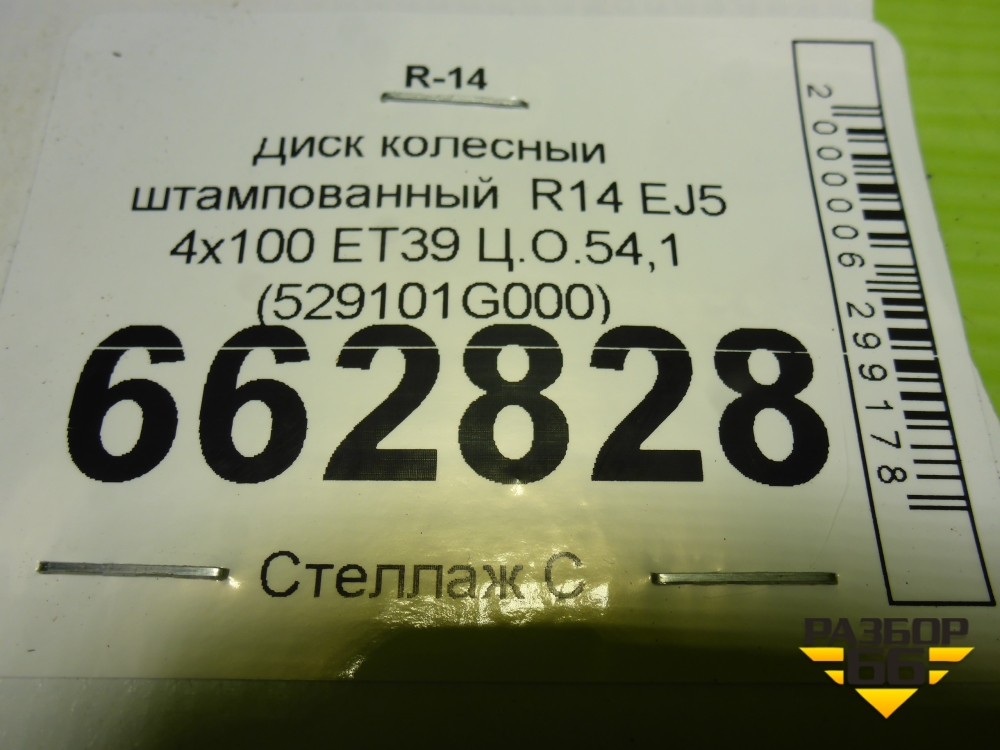 R-14
диск колесный
штампованный R14 EJ5
4x100 ET39 Ц.О.54,1
(529101G000)
662828
Стеллаж С
2000006299178
РАЗБОР
66